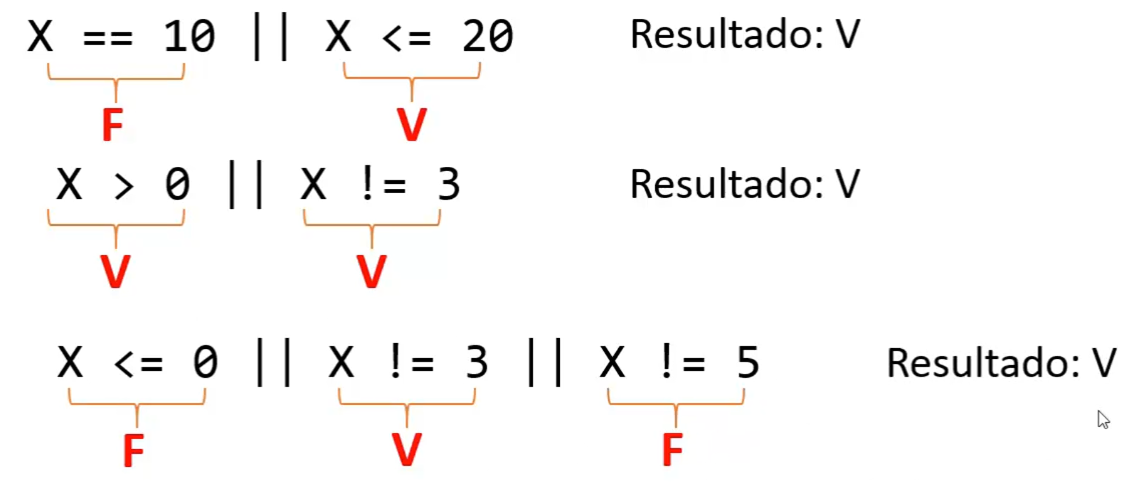 X == 10 || X <= 20 Resultado: V
F V
X > 0 || X != 3 Resultado: V
V V
X <= 0 || X != 3 || X != 5 Resultado: V
F V F